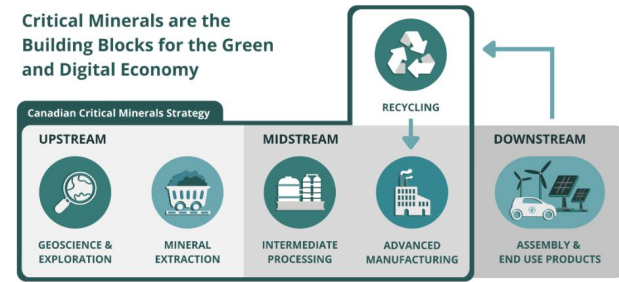 Critical Minerals are the
Building Blocks for the Green
and Digital Economy
RECYCLING
Canadian Critical Minerals Strategy
UPSTREAM
MIDSTREAM
DOWNSTREAM
GEOSCIENCE &
EXPLORATION
MINERAL
EXTRACTION
INTERMEDIATE
PROCESSING
ADVANCED
MANUFACTURING
ASSEMBLY &
END USE PRODUCTS